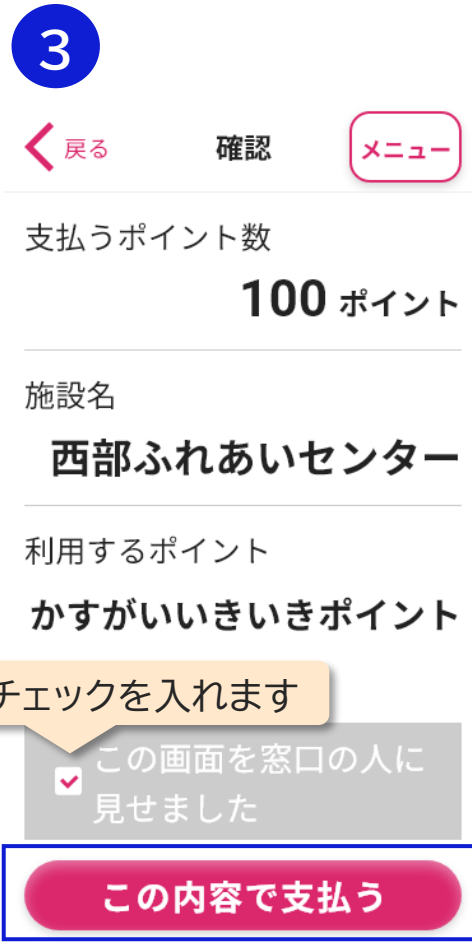 3
戻る
確認
メニュー
支払うポイント数
100 ポイント
施設名
西部ふれあいセンター
利用するポイント
かすがいいきいきポイント
チェックを入れます
この画面を窓口の人に
見せました
この内容で支払う